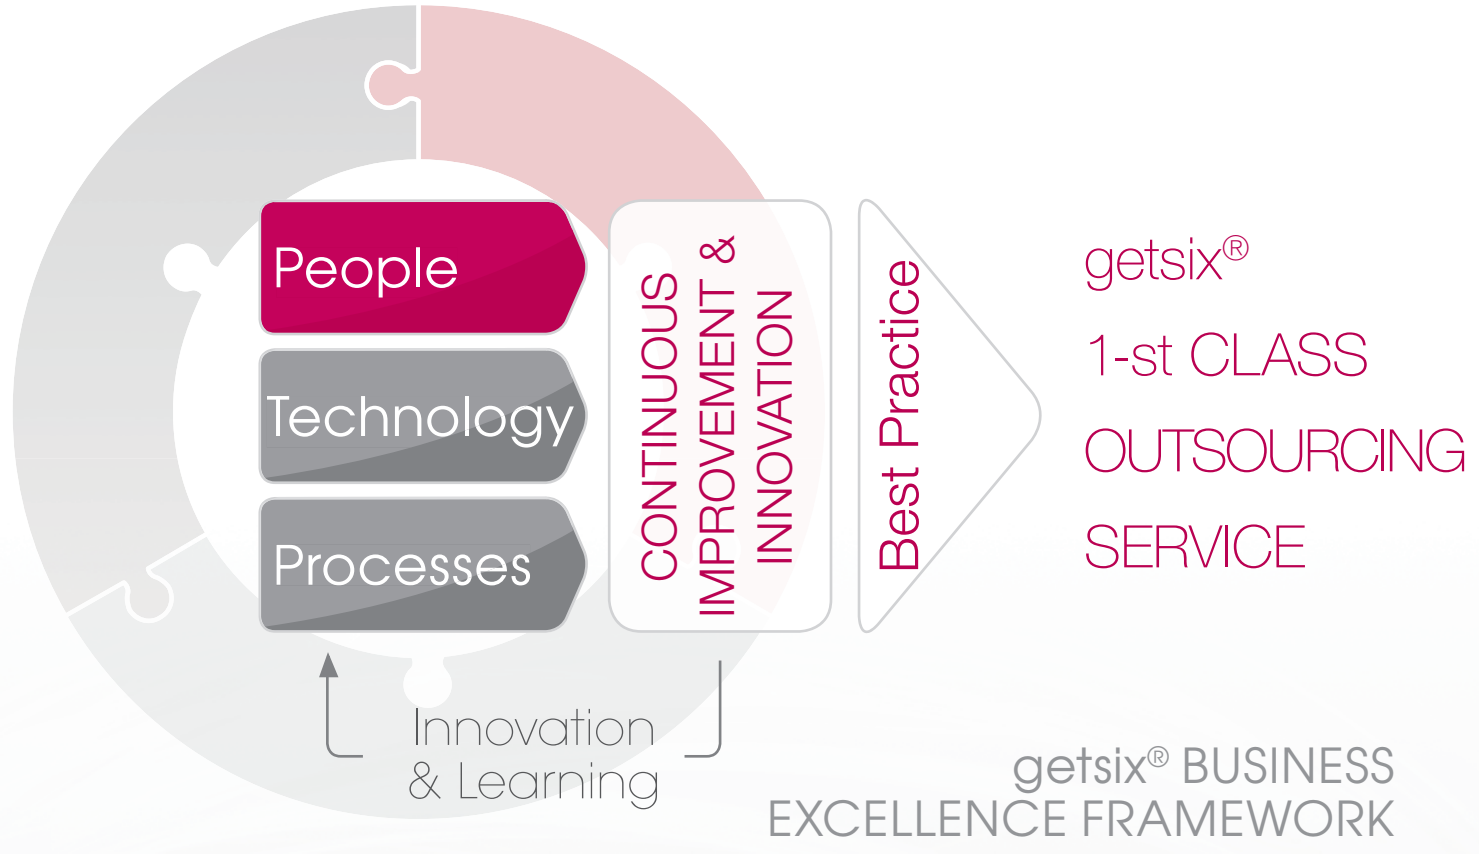 People
Technology
Processes
CONTINUOUS
IMPROVEMENT &
INNOVATION
Best Practice
getsix®
1-st CLASS
OUTSOURCING
SERVICE
Innovation
& Learning
getsix® BUSINESS
EXCELLENCE FRAMEWORK